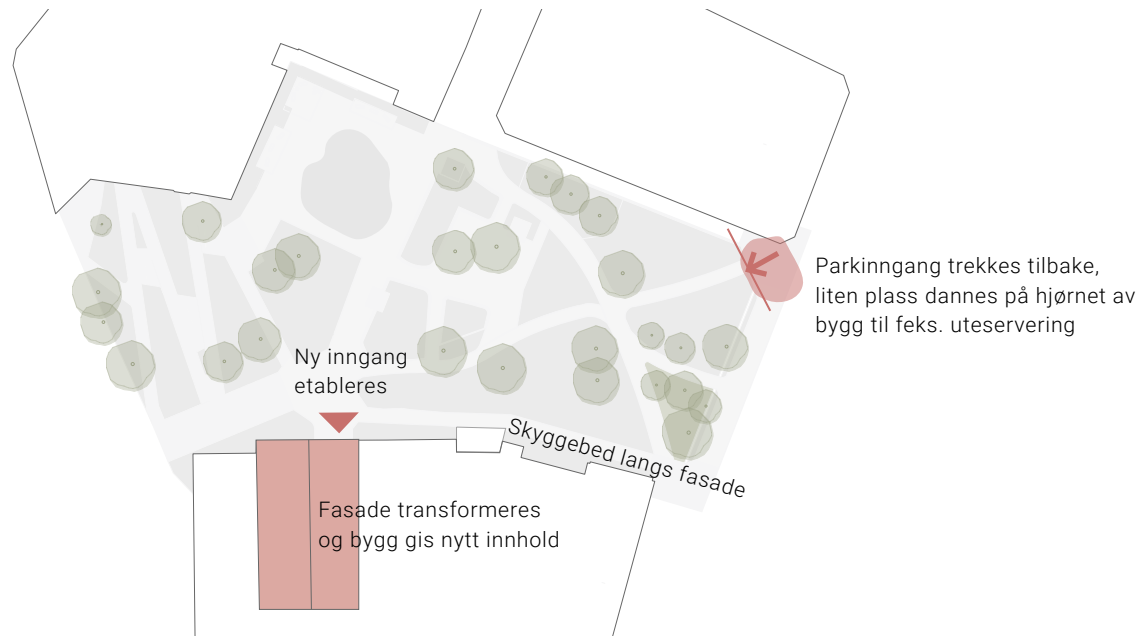 Parkinngang trekkes tilbake,
liten plass dannes på hjørnet av
bygg til feks. uteservering
Ny inngang
etableres
Skyggebed langs fasade
Fasade transformeres
og bygg gis nytt innhold